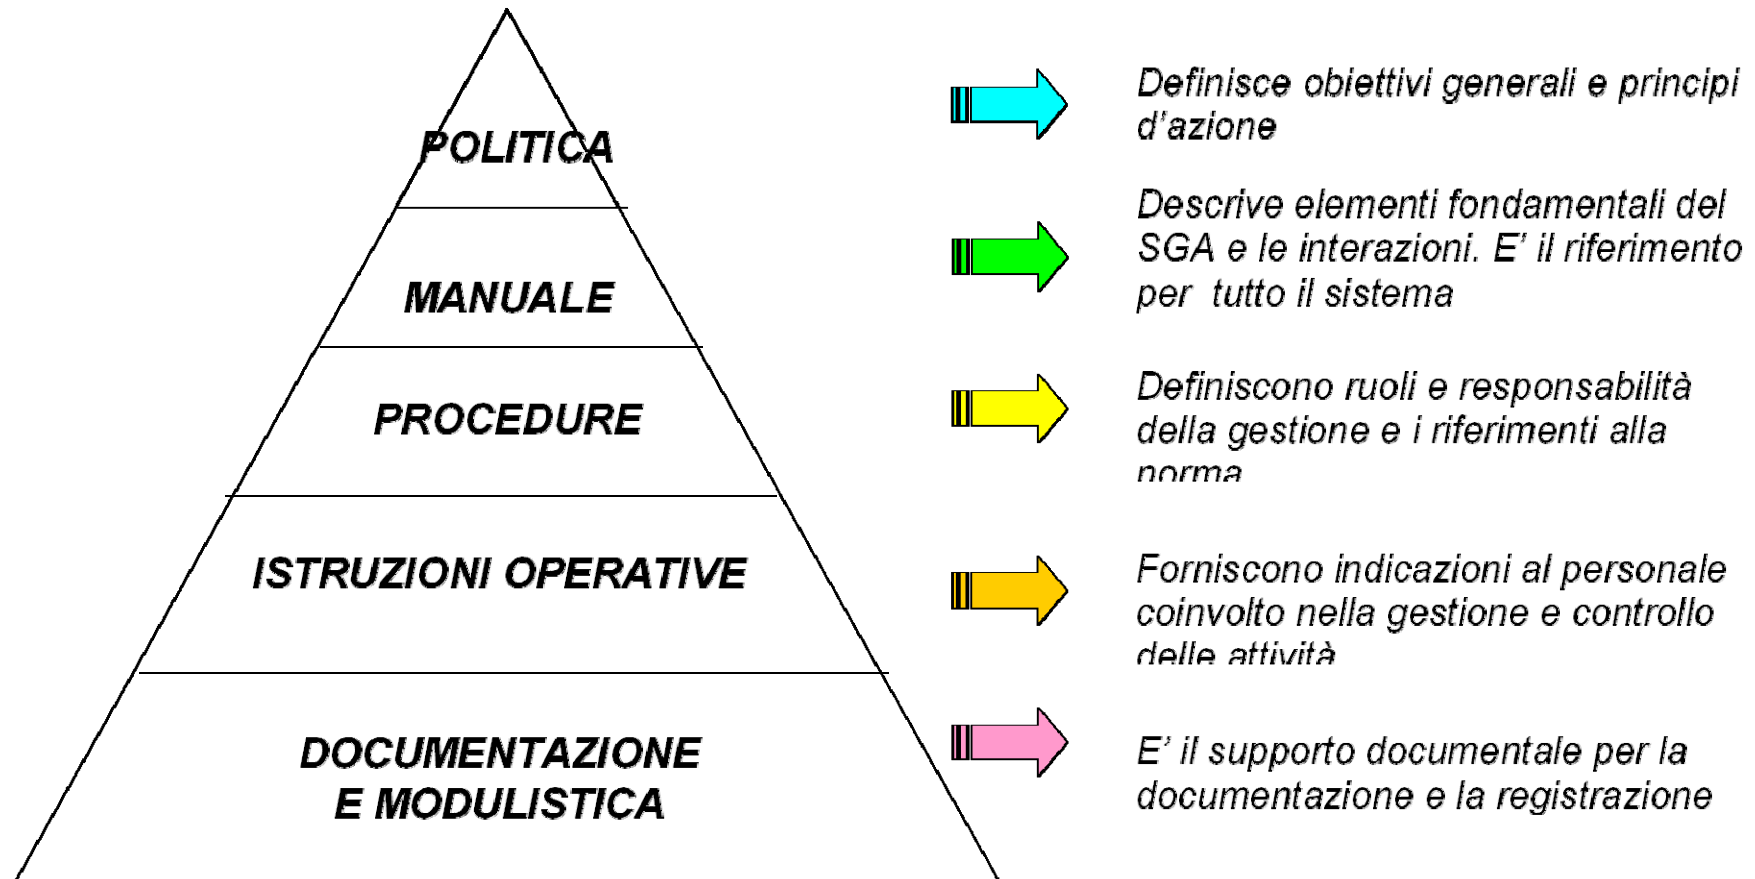 POLITICA
Definisce obiettivi generali e principi
d'azione
MANUALE
Descrive elementi fondamentali del
SGA e le interazioni. E' il riferimento
per tutto il sistema
PROCEDURE
Definiscono ruoli e responsabilità
della gestione e i riferimenti alla
norma
ISTRUZIONI OPERATIVE
Forniscono indicazioni al personale
coinvolto nella gestione e controllo
delle attività
DOCUMENTAZIONE
E MODULISTICA
E' il supporto documentale per la
documentazione e la registrazione